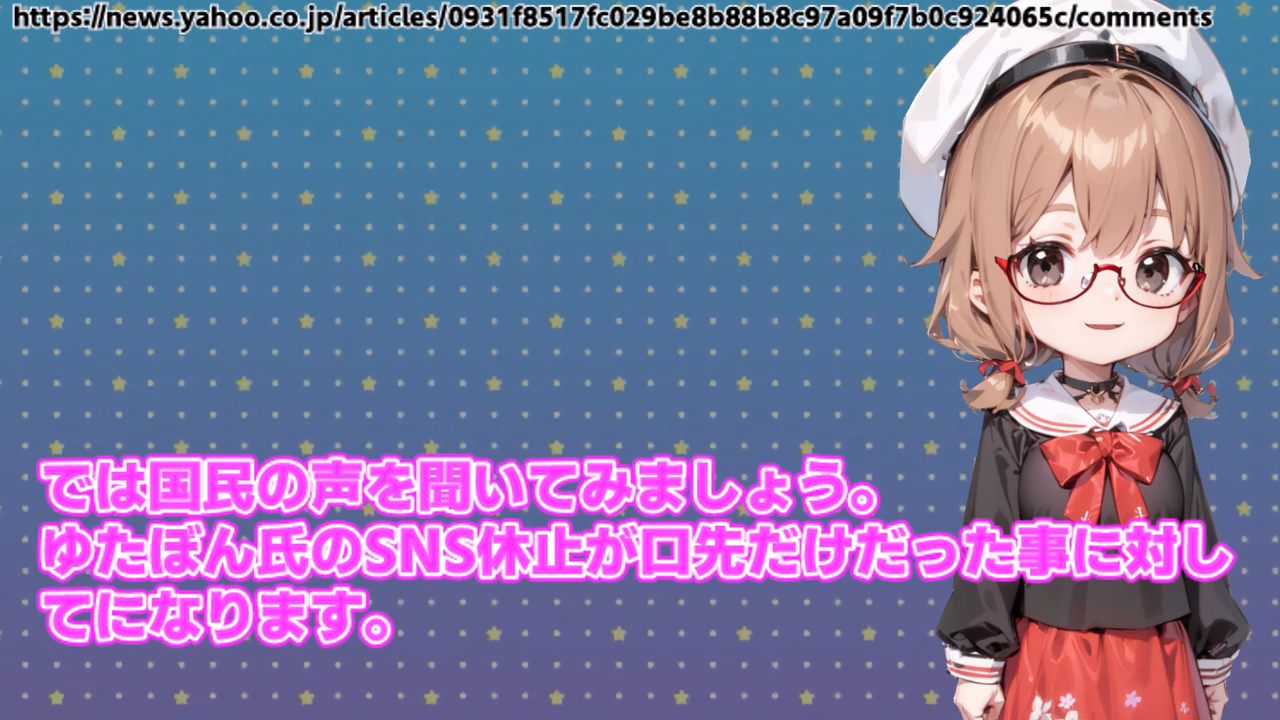 https://news.yahoo.co.jp/articles/0931f8517fc029be8b88b8c97a09f7b0c924065c/comments
では国民の声を聞いてみましょう。
ゆたぼん氏のSNS休止が口先だけだった事に対し
てになります。